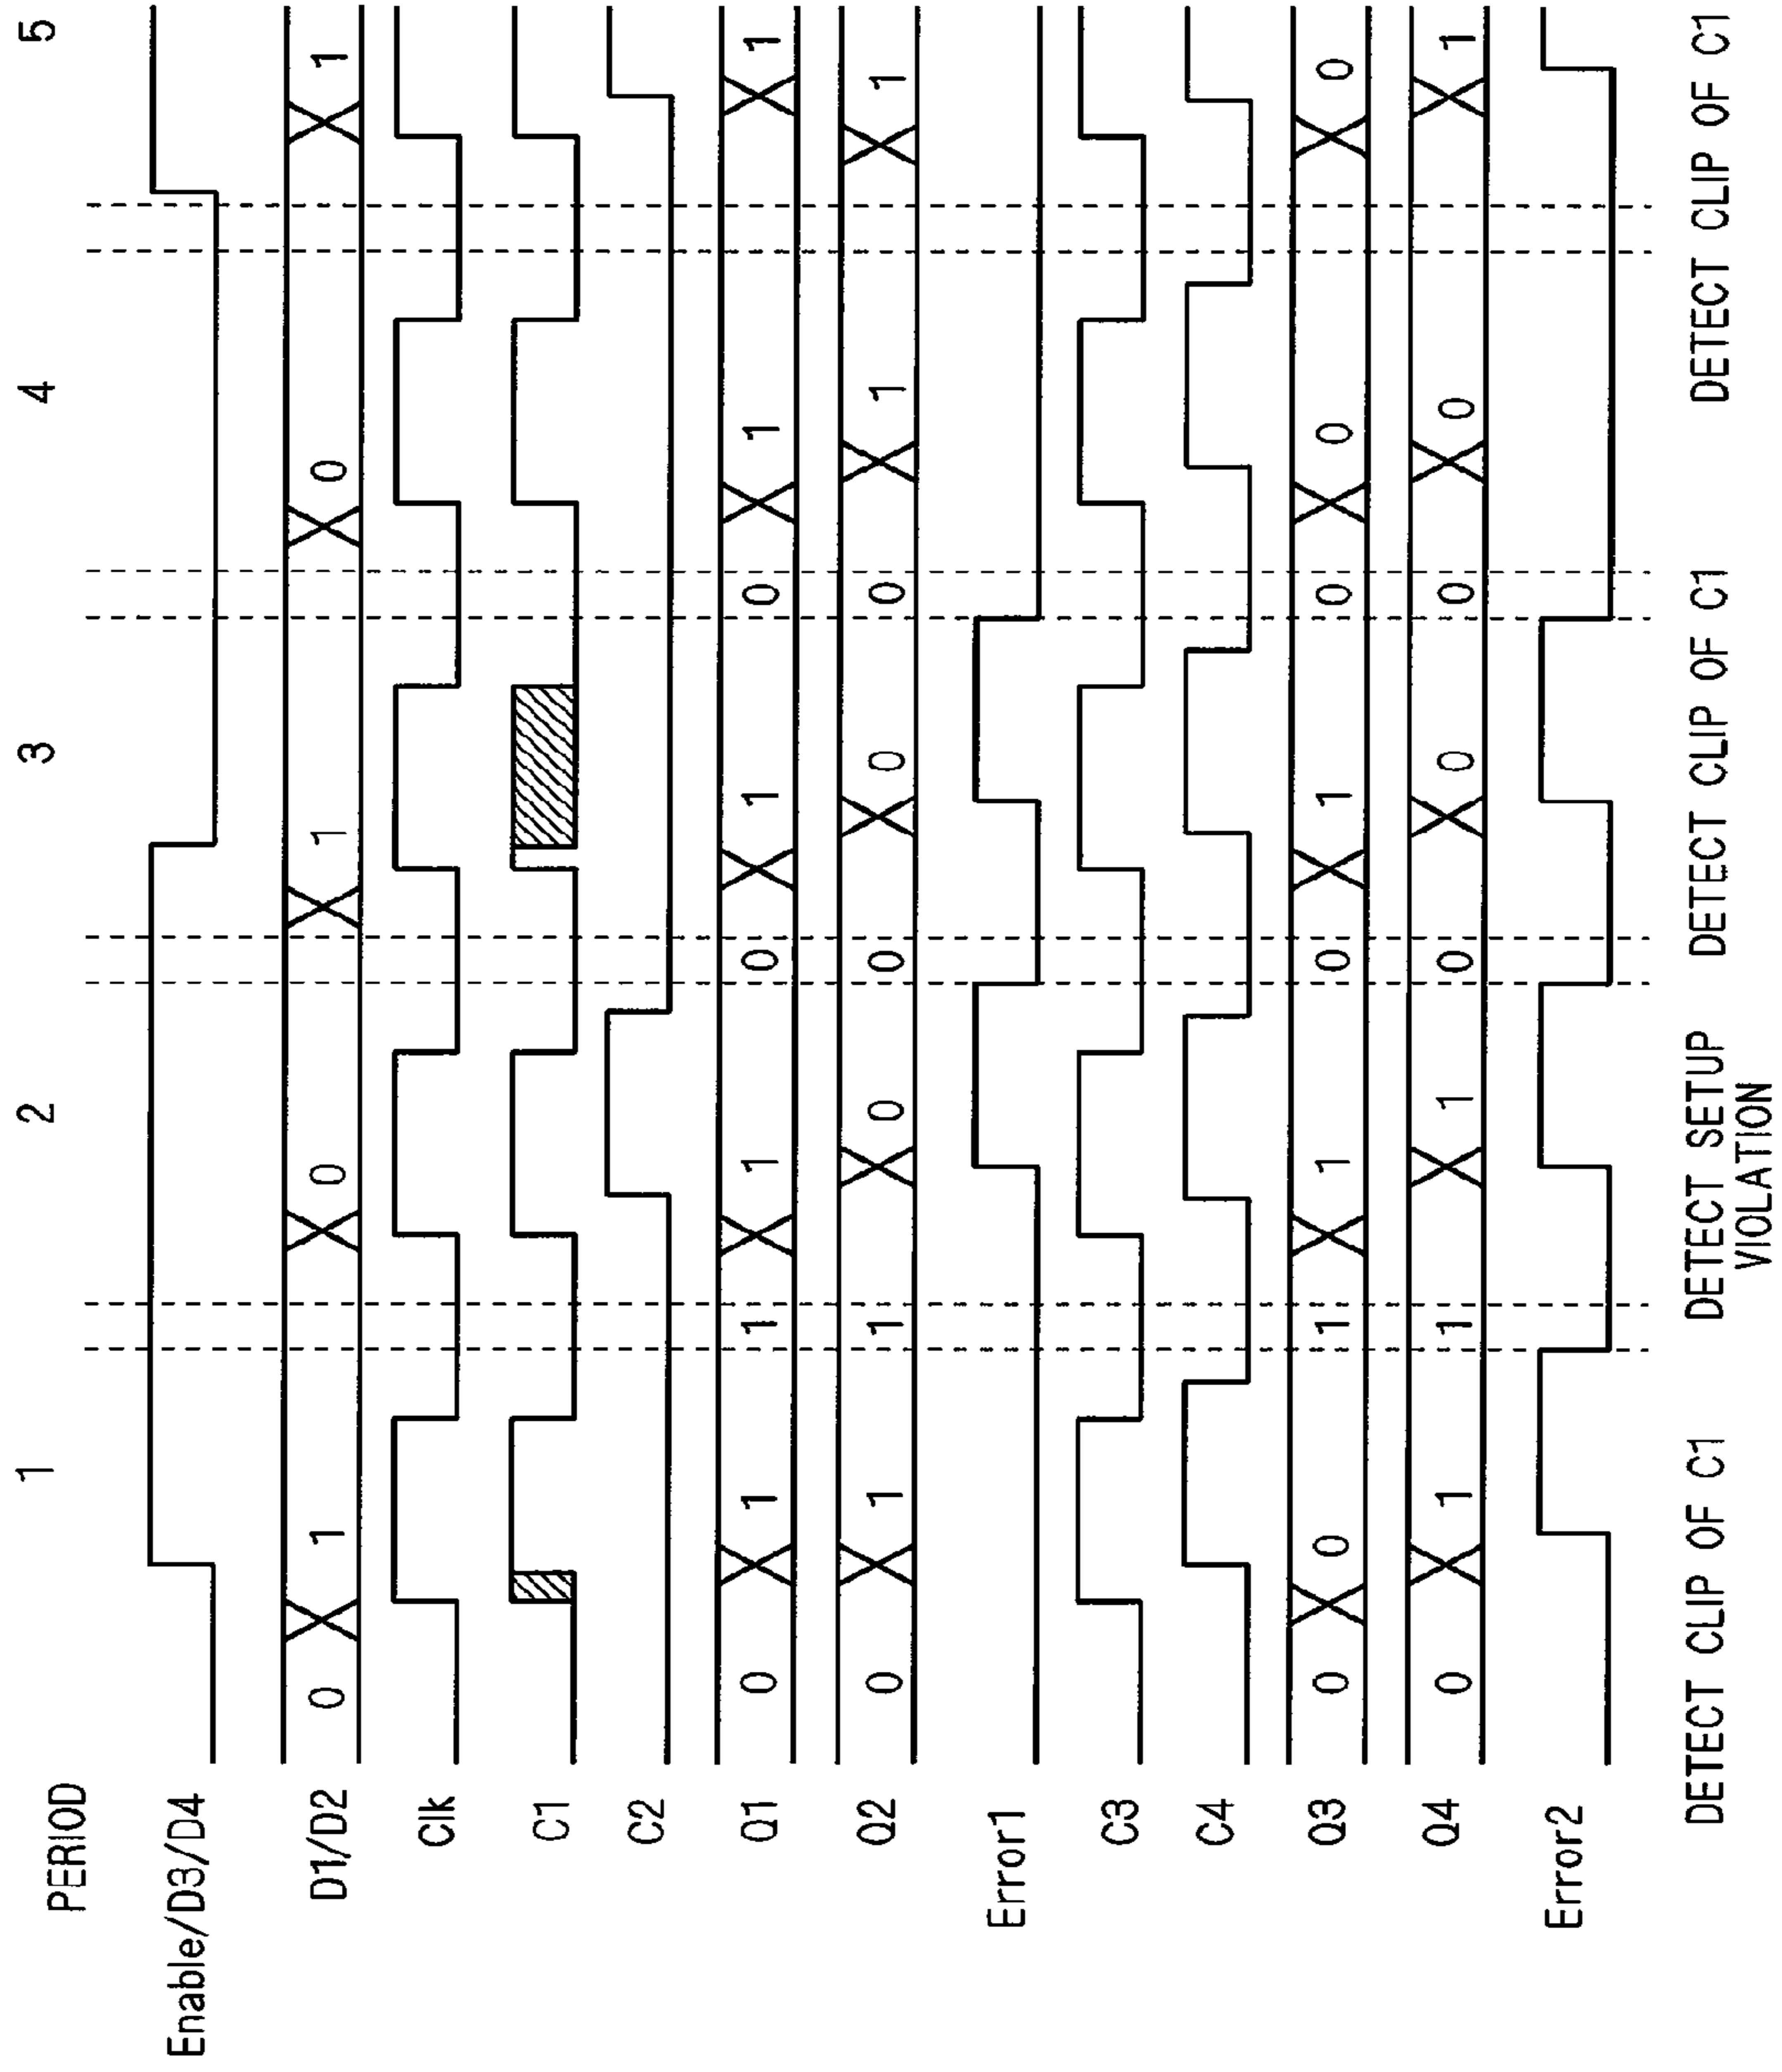 PERIOD 1 2 3 4 5
Enable/D3/D4
D1/D2 0 1 0 1 0 1
Clk
C1
C2
Q1 0 1 1 1 0 1 0 1 1
Q2 0 1 1 0 0 0 0 1 1
Error1
C3
C4
Q3 0 0 1 1 0 1 0 0 0
Q4 0 1 1 1 0 0 0 0 1
Error2
DETECT CLIP OF C1
DETECT SETUP
VIOLATION
DETECT CLIP OF C1
DETECT CLIP OF C1